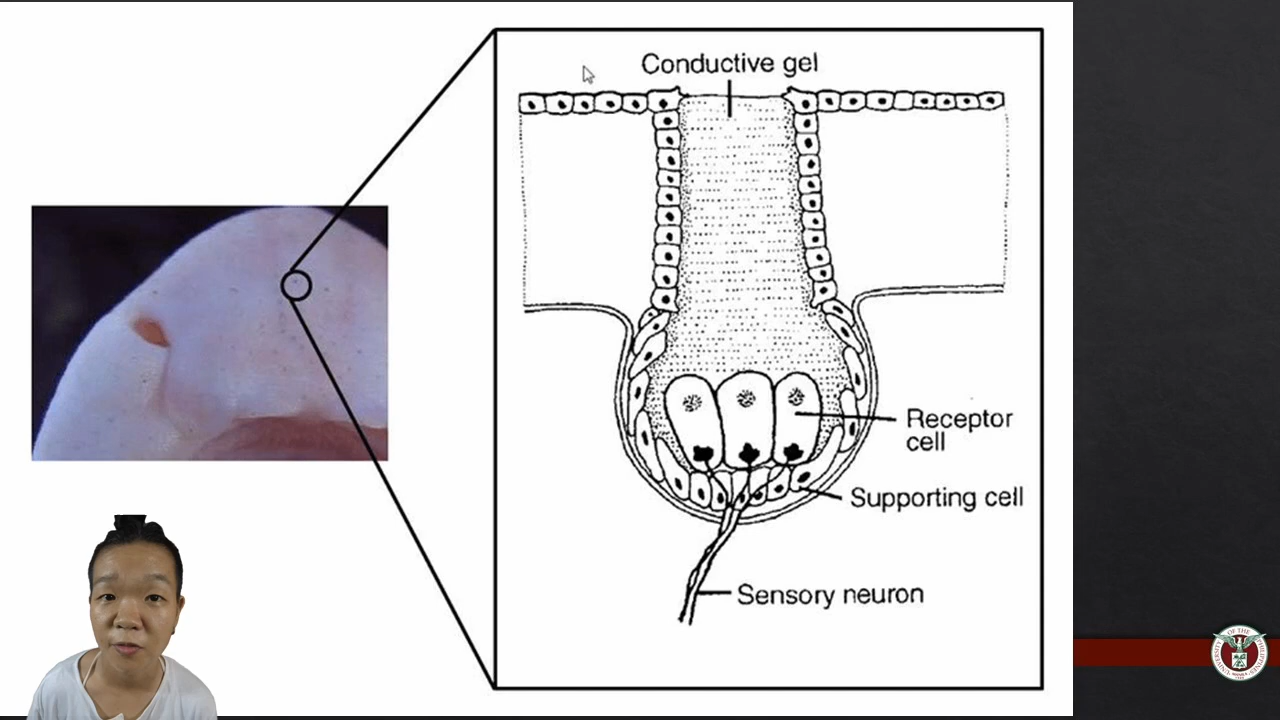 Conductive gel
Receptor
cell
Supporting cell
Sensory neuron